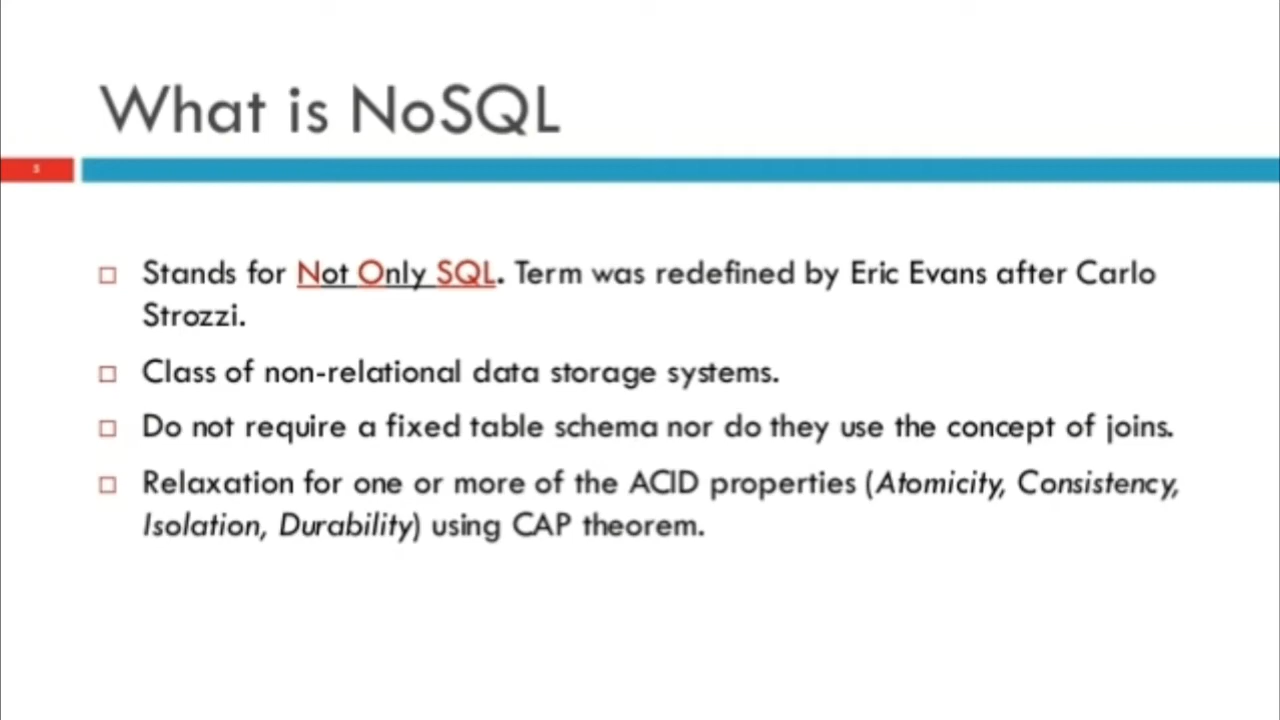 What is NoSQL
Stands for Not Only SQL. Term was redefined by Eric Evans after Carlo
Strozzi.
Class of non-relational data storage systems.
Do not require a fixed table schema nor do they use the concept of joins.
Relaxation for one or more of the ACID properties (Atomicity, Consistency,
Isolation, Durability) using CAP theorem.